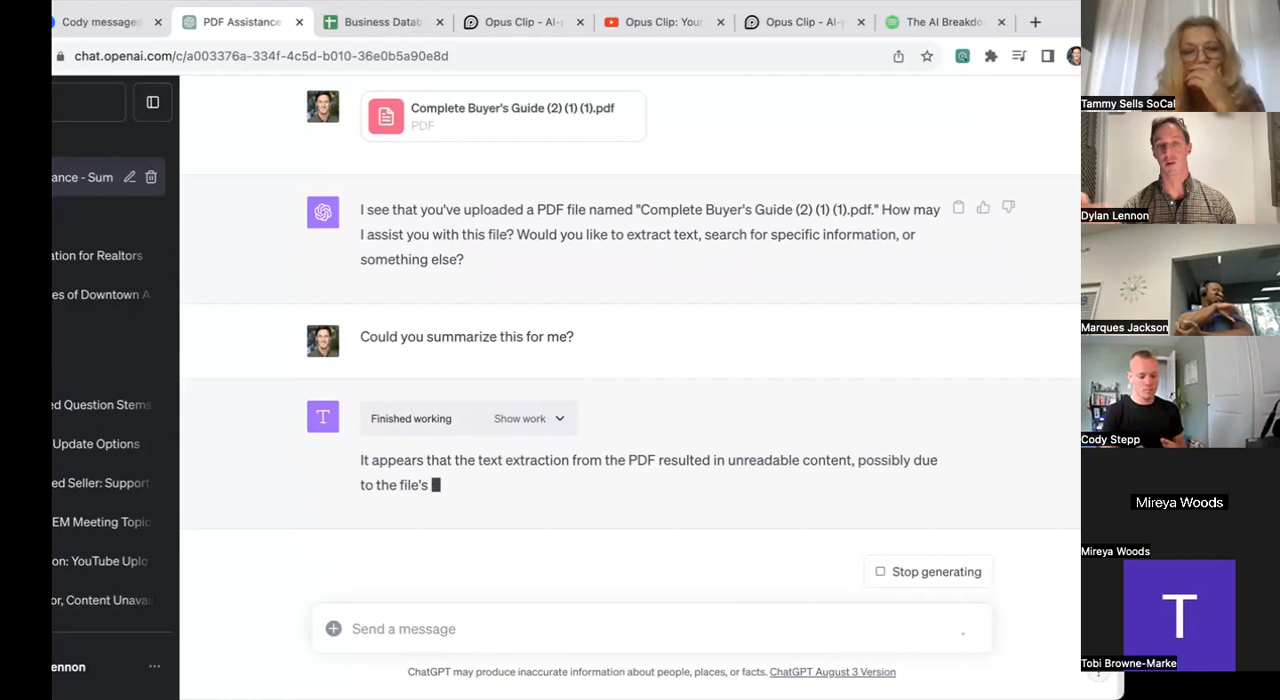 Cody messaged
PDF Assistance
Business Datab
Opus Clip - AI-p
Opus Clip: Your
Opus Clip - AI-p
The AI Breakdo
chat.openai.com/c/a003376a-334f-4c5d-b010-36e0b5a90e8d
ance - Sum
ation for Realtors
es of Downtown A
ed Question Stems
Update Options
ed Seller: Support
EM Meeting Topic
on: YouTube Uplo
or, Content Unavai
ennon
Complete Buyer's Guide (2) (1) (1).pdf
PDF
I see that you've uploaded a PDF file named "Complete Buyer's Guide (2) (1) (1).pdf." How may
I assist you with this file? Would you like to extract text, search for specific information, or
something else?
Could you summarize this for me?
T
Finished working
Show work
It appears that the text extraction from the PDF resulted in unreadable content, possibly due
to the file's
Stop generating
Send a message
ChatGPT may produce inaccurate information about people, places, or facts. ChatGPT August 3 Version
Tammy Sells SoCal
Dylan Lennon
Marques Jackson
Cody Stepp
Mireya Woods
Mireya Woods
T
Tobi Browne-Marke